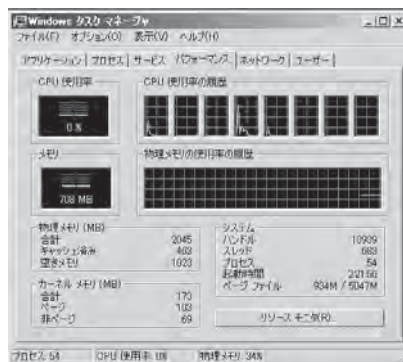 Windows タスク マネージャ
ファイル(F) オプション(O) 表示(V) ヘルプ(H)
アプリケーション プロセス サービス パフォーマンス ネットワーク ユーザー
CPU 使用率 CPU 使用率の履歴
0 %
メモリ 物理メモリの使用率の履歴
708 MB
物理メモリ (MB)
合計 2045
キャッシュ済み 463
空きメモリ 1023
カーネル メモリ (MB)
合計 173
ページ 103
非ページ 69
システム
ハンドル 10909
スレッド 663
プロセス 54
起動時間
ページ ファイル 934M / 5047M
リソース モニタ(R)...
プロセス: 54 CPU 使用率: 0% 物理メモリ: 34%